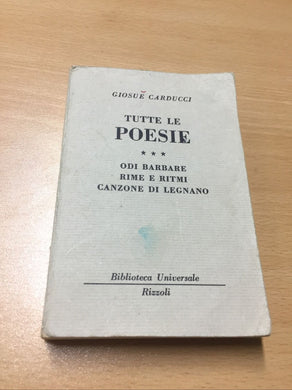 GIOSUÈ CARDUCCI
TUTTE LE
POESIE
★ ★ ★
ODI BARBARE
RIME E RITMI
CANZONE DI LEGNANO
Biblioteca Universale
Rizzoli